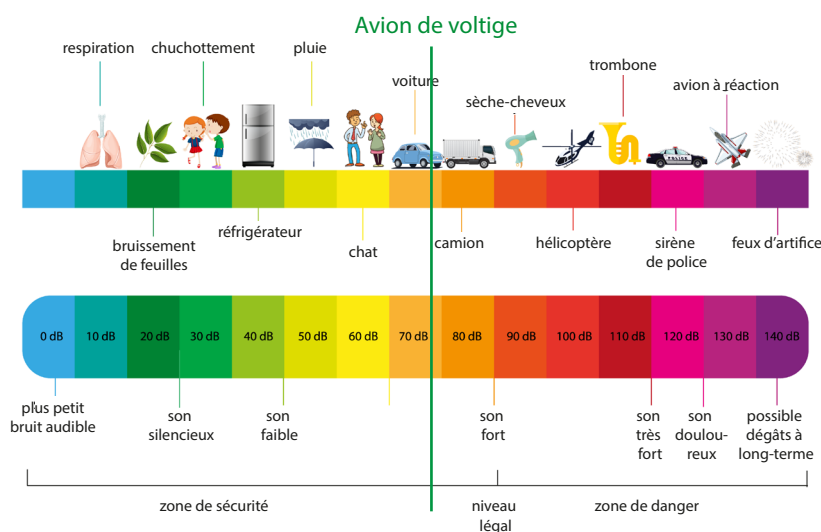 Avion de voltige
respiration
chuchottement
pluie
voiture
sèche-cheveux
trombone
avion à réaction
POLICE
bruissement
de feuilles
réfrigérateur
chat
camion
hélicoptère
sirène
de police
feux d'artifice
0 dB
10 dB
20 dB
30 dB
40 dB
50 dB
60 dB
70 dB
80 dB
90 dB
100 dB
110 dB
120 dB
130 dB
140 dB
plus petit
bruit audible
son
silencieux
son
faible
son
fort
son
très
fort
son
doulou-
reux
possible
dégâts à
long-terme
zone de sécurité
niveau
légal
zone de danger